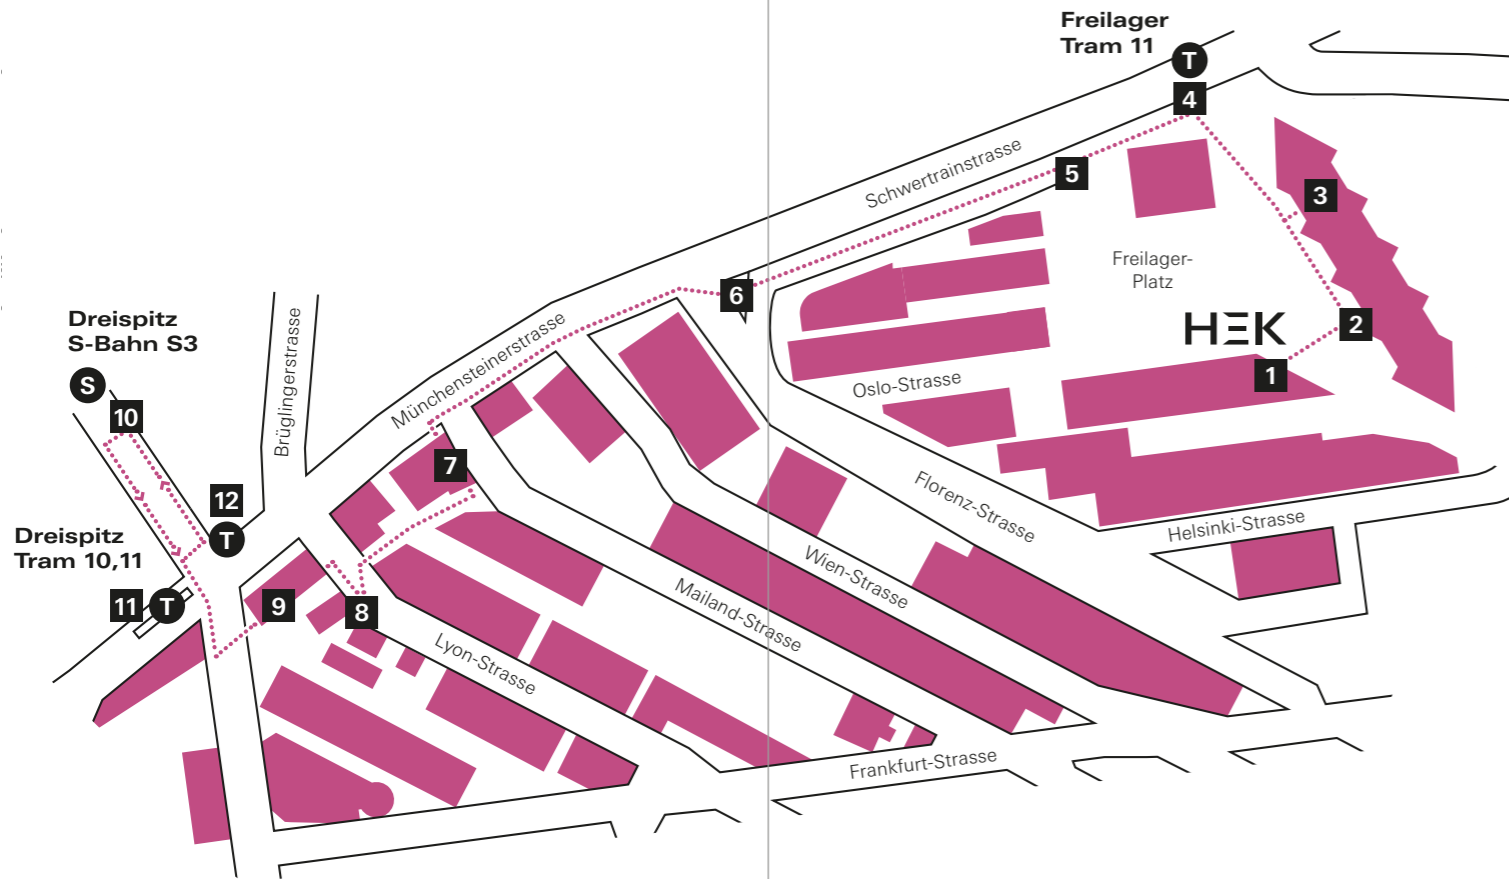 Freilager
Tram 11
T
4
Schwertrainstrasse
5
3
Freilager-
Platz
6
HEK
2
1
Dreispitz
S-Bahn S3
S
10
Brüglingerstrasse
Münchensteinerstrasse
Oslo-Strasse
7
12
T
Florenz-Strasse
Helsinki-Strasse
Dreispitz
Tram 10,11
11
T
9
8
Wien-Strasse
Mailand-Strasse
Lyon-Strasse
Frankfurt-Strasse